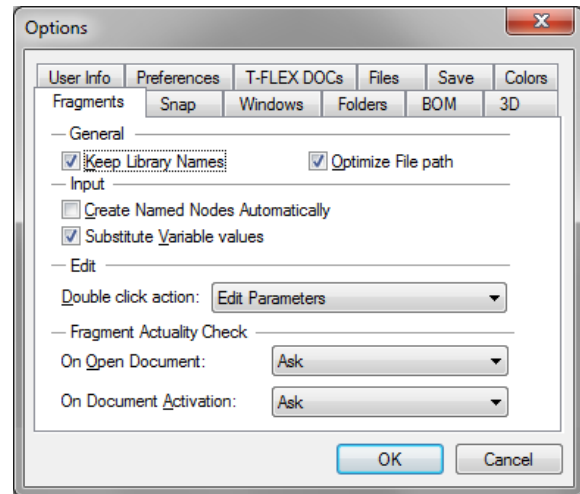 Options
User Info Preferences T-FLEX DOCs Files Save Colors
Fragments Snap Windows Folders BOM 3D
General
Keep Library Names Optimize File path
Input
Create Named Nodes Automatically
Substitute Variable values
Edit
Double click action: Edit Parameters
Fragment Actuality Check
On Open Document: Ask
On Document Activation: Ask
OK Cancel